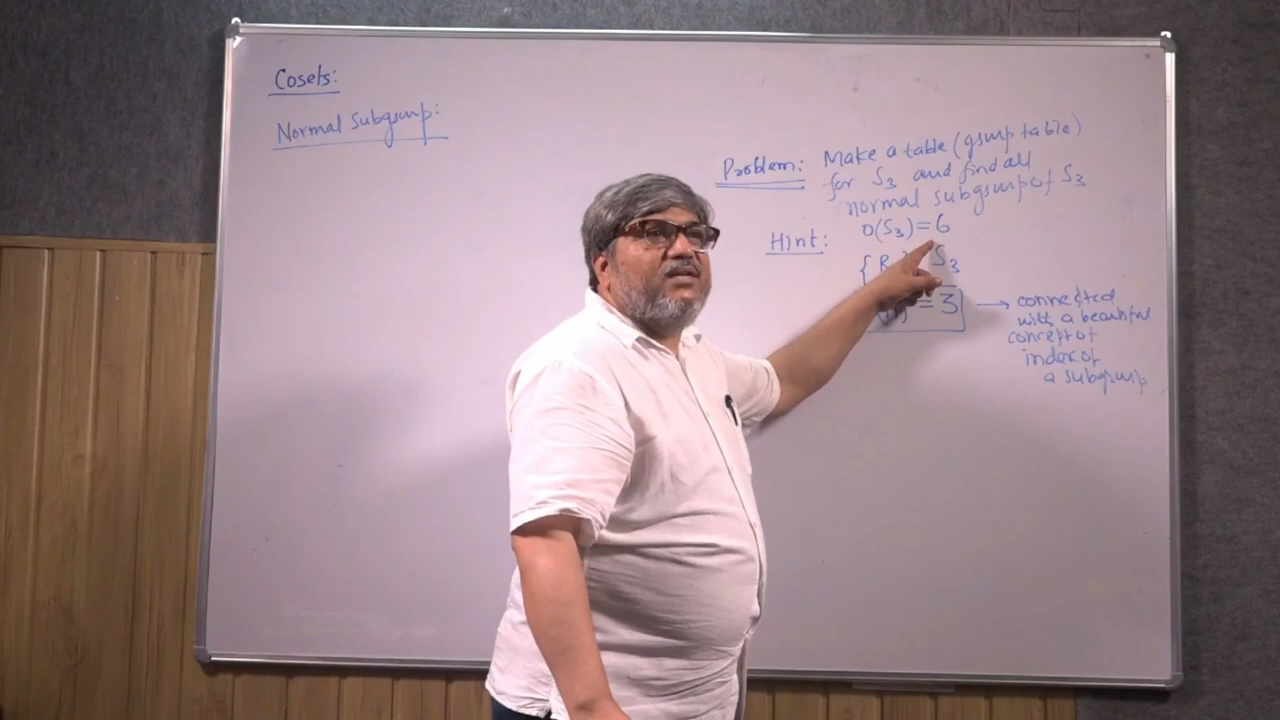 Cosets:
Normal Subgroup:
Problem: Make a table (group table)
for S3 and find all
normal subgroup of S3
Hint: O(S3)=6
S3
= 3 → connected
with a beautiful
concept of
index of
a subgroup